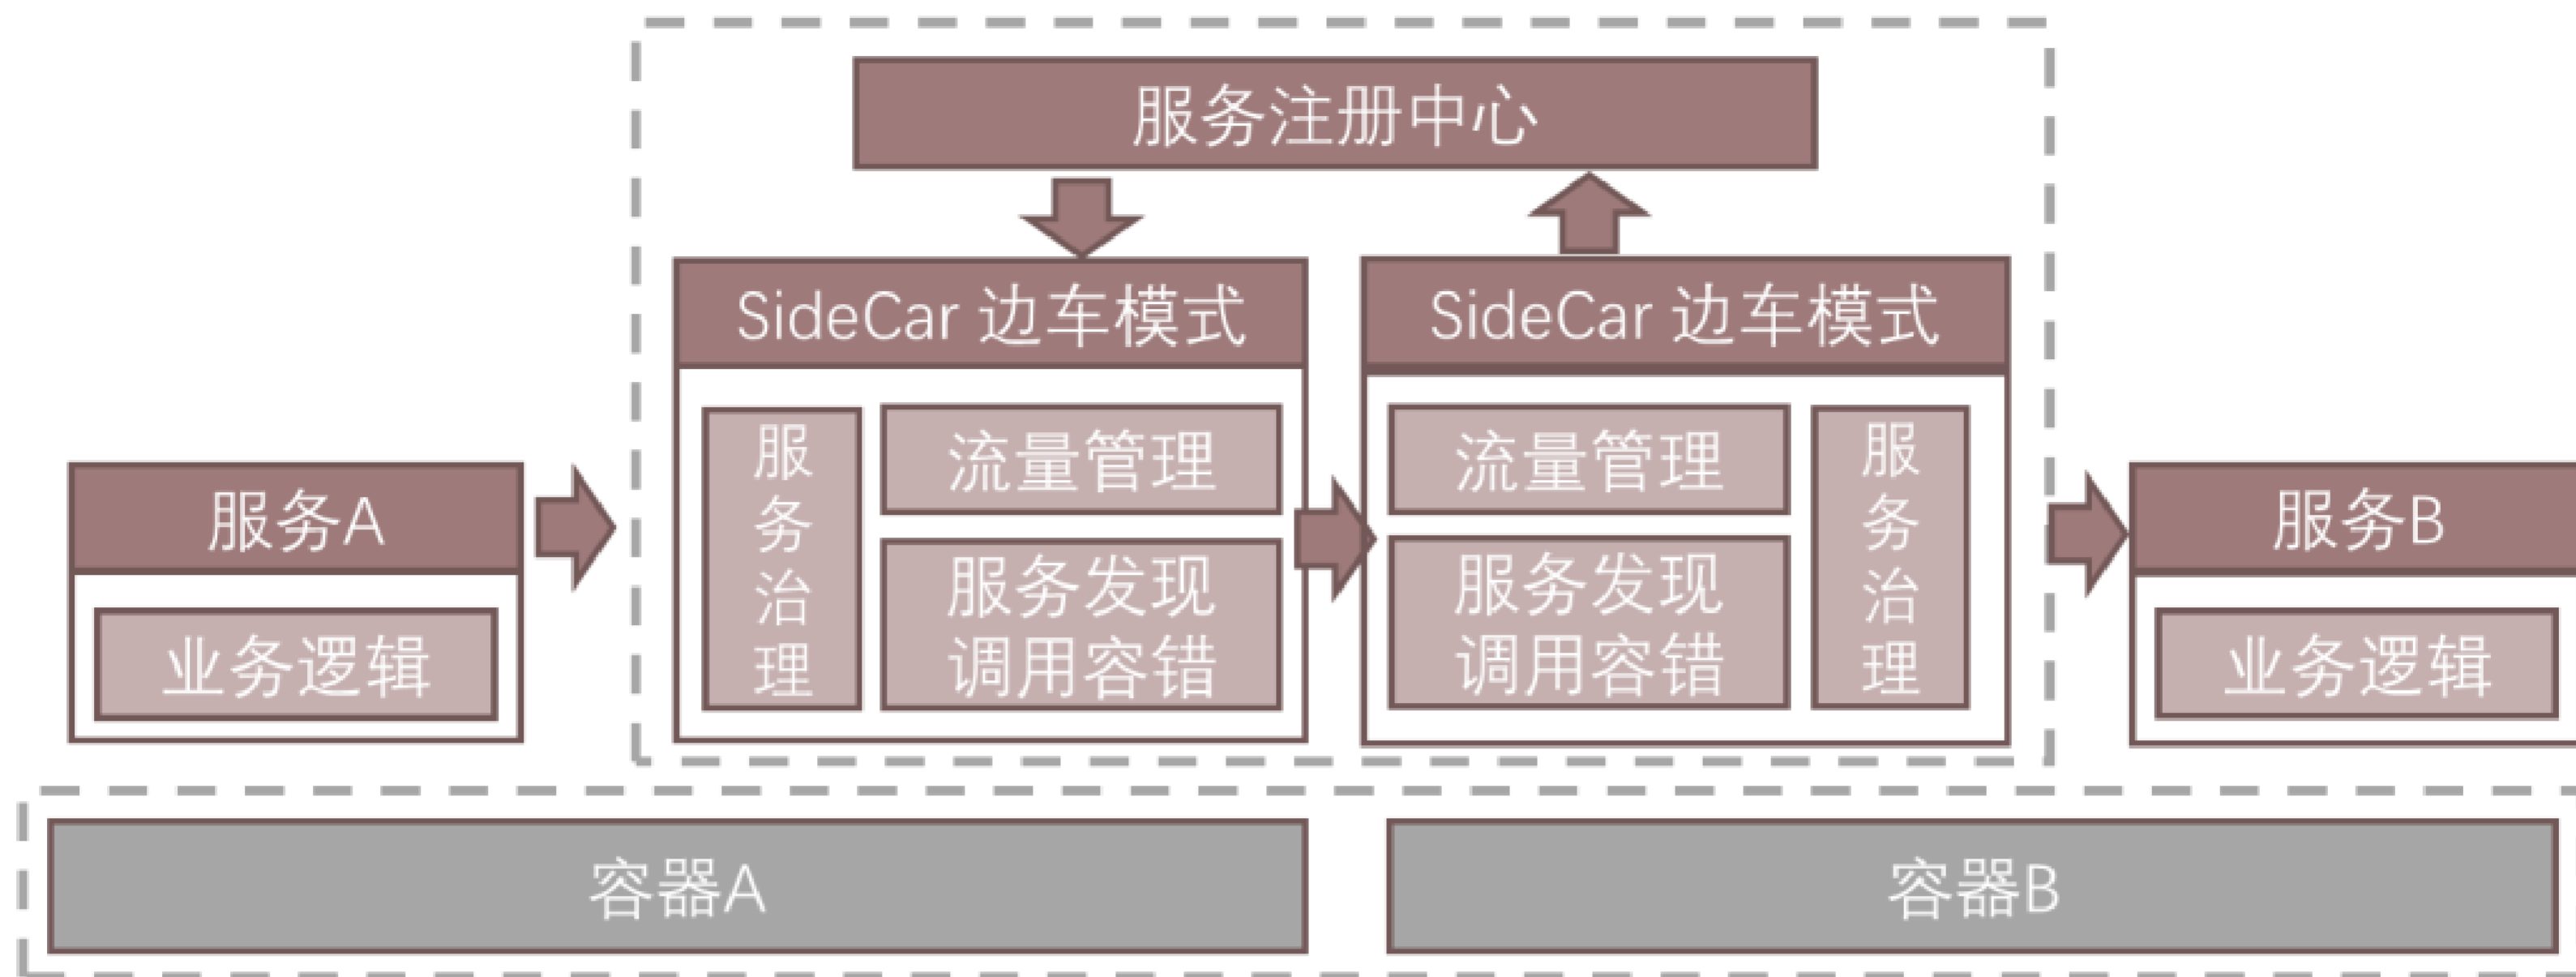 服务注册中心
SideCar 边车模式
SideCar 边车模式
服务A
业务逻辑
服务治理
流量管理
服务发现
调用容错
流量管理
服务发现
调用容错
服务治理
服务B
业务逻辑
容器A
容器B